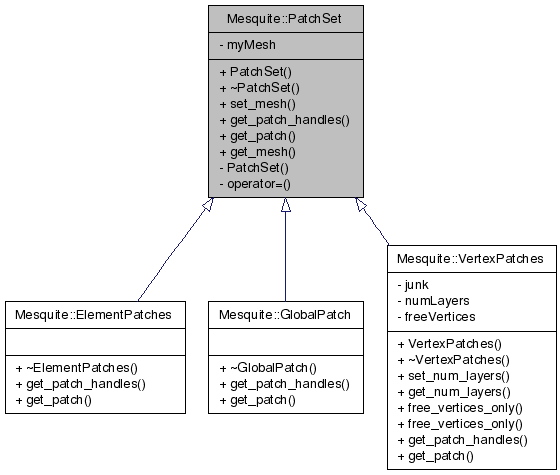 Mesquite::PatchSet
- myMesh
+ PatchSet()
+ ~PatchSet()
+ set_mesh()
+ get_patch_handles()
+ get_patch()
+ get_mesh()
- PatchSet()
- operator=()
Mesquite::ElementPatches
+ ~ElementPatches()
+ get_patch_handles()
+ get_patch()
Mesquite::GlobalPatch
+ ~GlobalPatch()
+ get_patch_handles()
+ get_patch()
Mesquite::VertexPatches
- junk
- numLayers
- freeVertices
+ VertexPatches()
+ ~VertexPatches()
+ set_num_layers()
+ get_num_layers()
+ free_vertices_only()
+ free_vertices_only()
+ get_patch_handles()
+ get_patch()